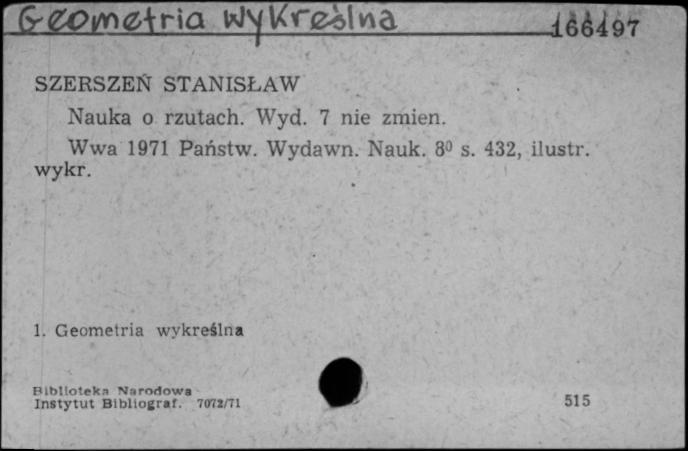 Geometria wykreślna 166497
SZERSZEŃ STANISŁAW
Nauka o rzutach. Wyd. 7 nie zmien.
Wwa 1971 Państw. Wydawn. Nauk. 8⁰ s. 432, ilustr.
wykr.
1. Geometria wykreślna
Biblioteka Narodowa
Instytut Bibliograf. 7072/71 515